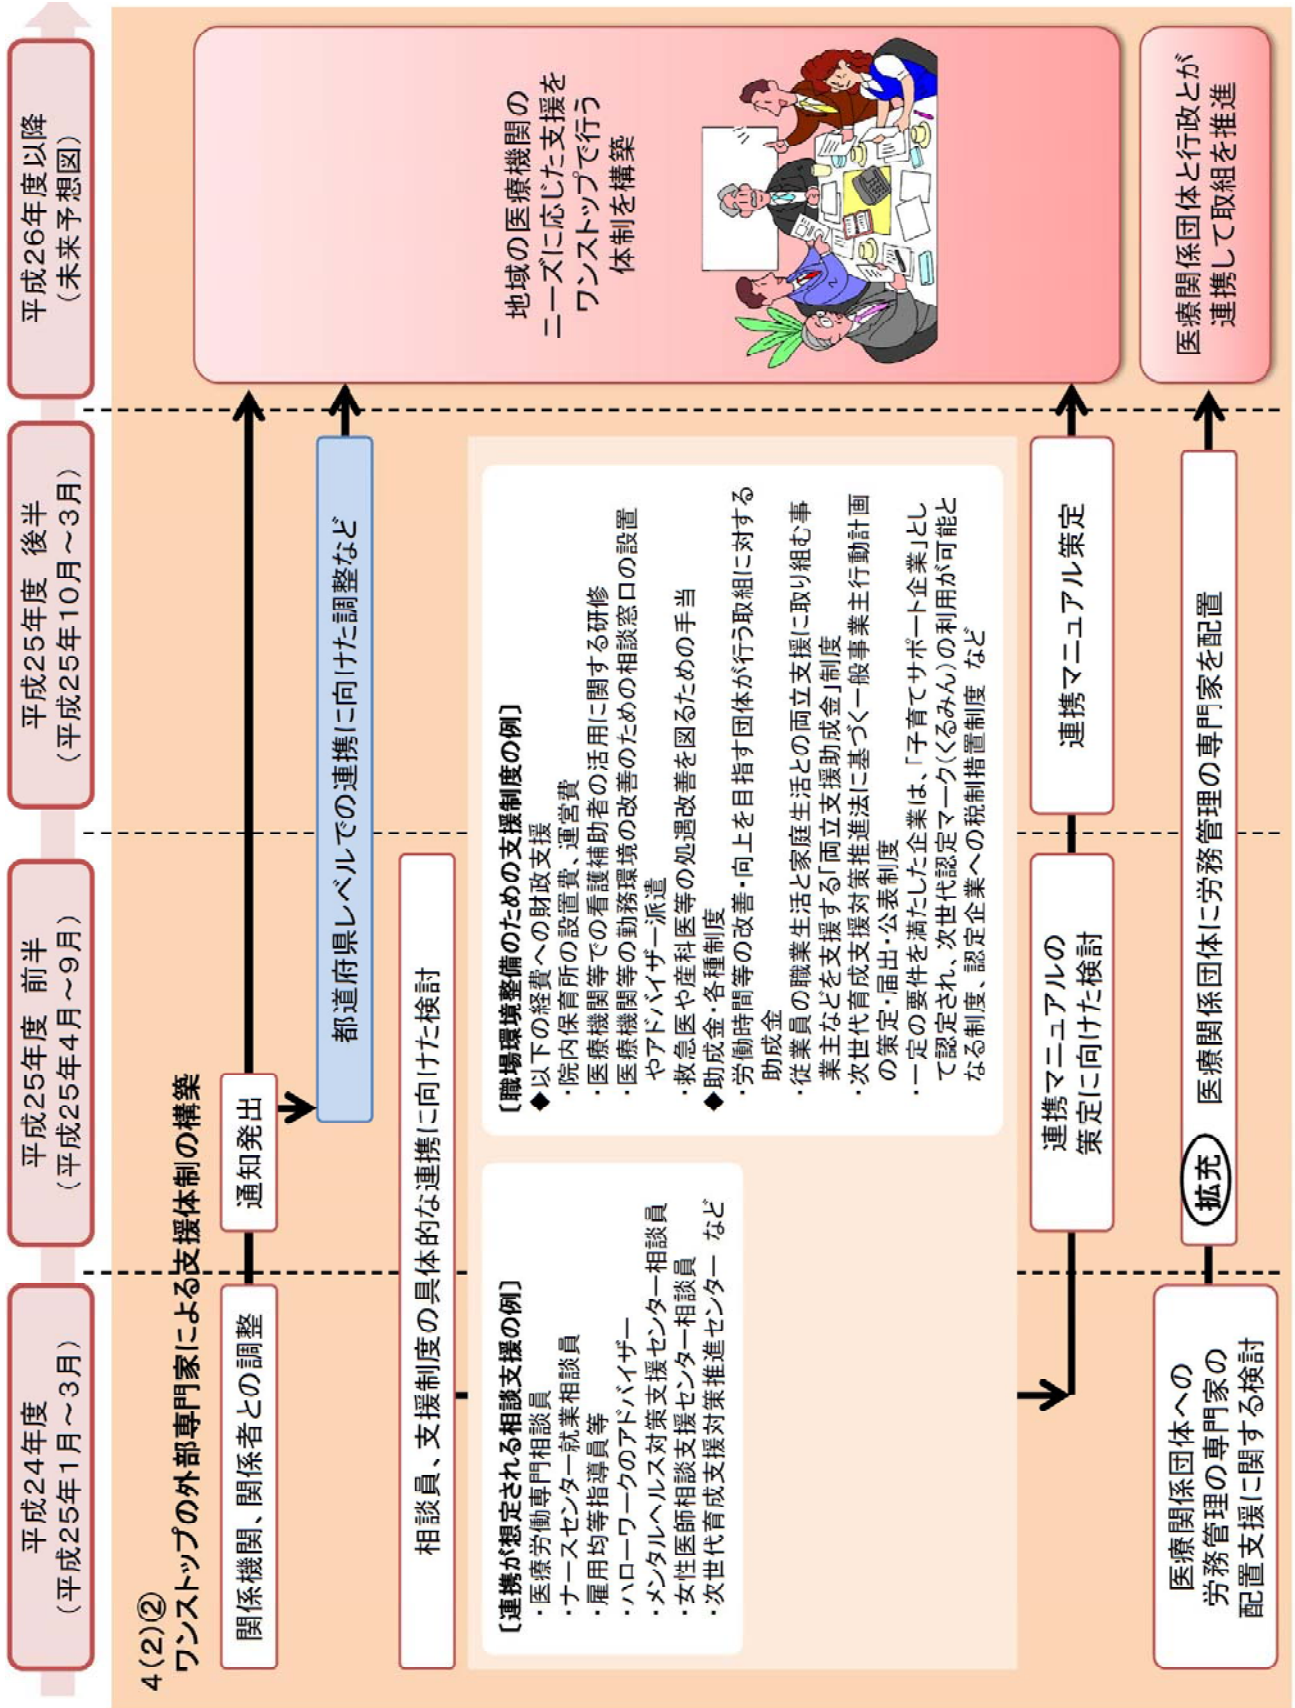 平成24年度
（平成25年1月～3月）
平成25年度 前半
（平成25年4月～9月）
平成25年度 後半
（平成25年10月～3月）
平成26年度以降
（未来予想図）
4（2）②
ワンストップの外部専門家による支援体制の構築
関係機関、関係者との調整
通知発出
都道府県レベルでの連携に向けた調整など
相談員、支援制度の具体的な連携に向けた検討
［連携が想定される相談支援の例］
・医療労働専門相談員
・ナースセンター就業相談員
・雇用均等指導員等
・ハローワークのアドバイザー
・メンタルヘルス対策支援センター相談員
・女性医師相談支援センター相談員
・次世代育成支援対策推進センター など
［職場環境整備のための支援制度の例］
◆以下の経費への財政支援
・院内保育所の設置費、運営費
・医療機関等での看護補助者の活用に関する研修
・医療機関等の勤務環境の改善のための相談窓口の設置
やアドバイザー派遣
・救急医や産科医等の処遇改善を図るための手当
◆助成金・各種制度
・労働時間等の改善・向上を目指す団体が行う取組に対する
助成金
・従業員の職業生活と家庭生活との両立支援に取り組む事
業主などを支援する「両立支援助成金」制度
・次世代育成支援対策推進法に基づく一般事業主行動計画
の策定・届出・公表制度
・一定の要件を満たした企業は、「子育てサポート企業」とし
て認定され、次世代認定マーク（くるみん）の利用が可能と
なる制度、認定企業への税制措置制度 など
連携マニュアルの
策定に向けた検討
連携マニュアル策定
地域の医療機関の
ニーズに応じた支援を
ワンストップで行う
体制を構築
医療関係団体への
労務管理の専門家の
配置支援に関する検討
拡充
医療関係団体に労務管理の専門家を配置
医療関係団体と行政とが
連携して取組を推進